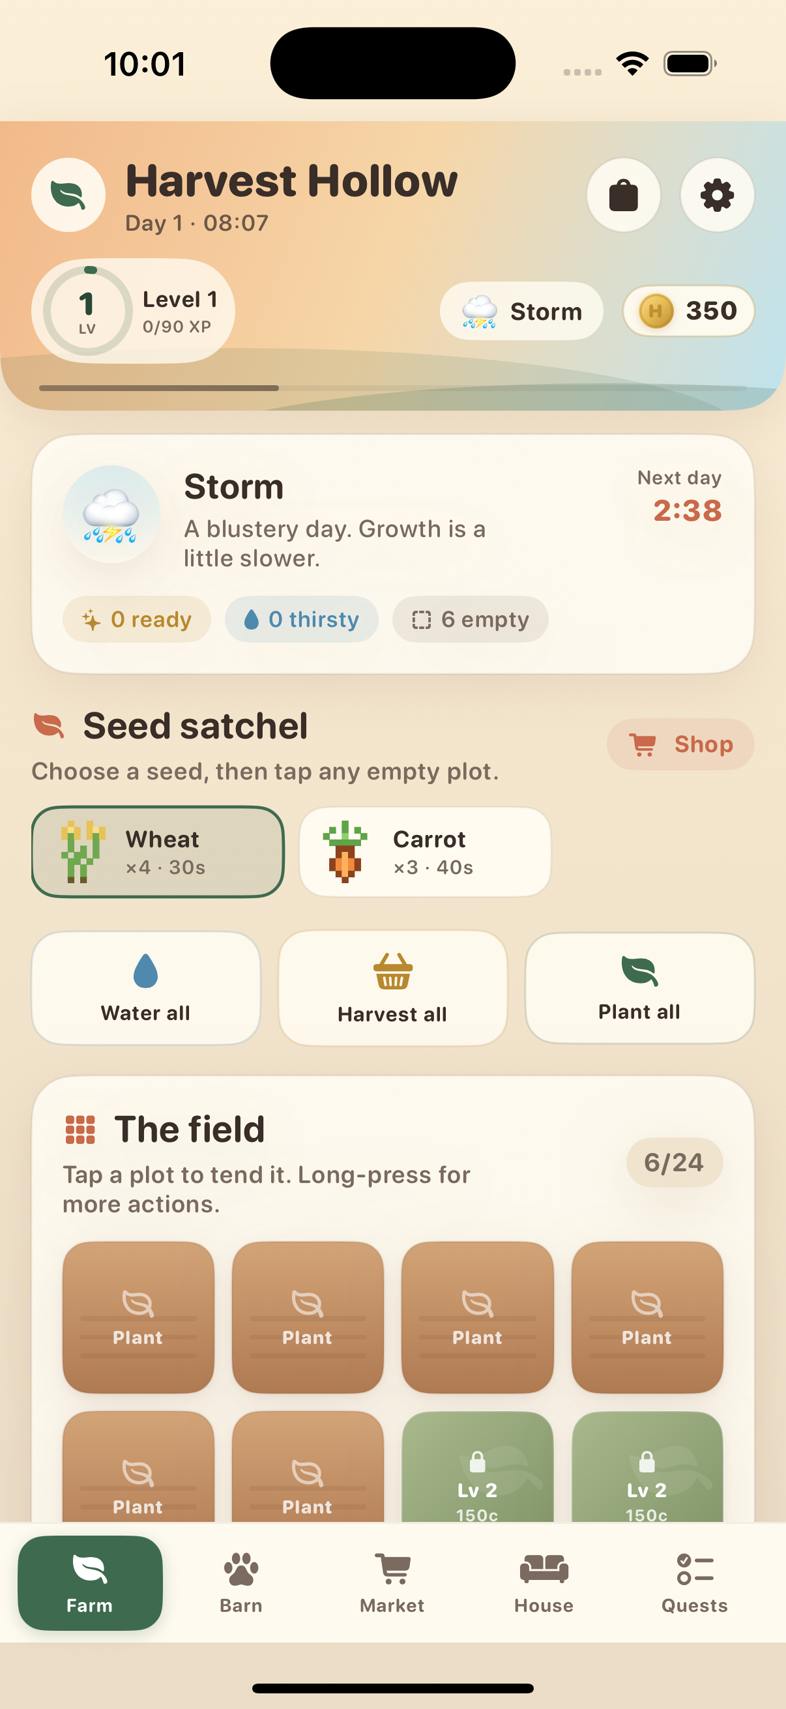 10:01
Harvest Hollow
Day 1 · 08:07
1
LV
Level 1
0/90 XP
Storm
H
350
Storm
A blustery day. Growth is a
little slower.
Next day
2:38
0 ready
0 thirsty
6 empty
Seed satchel
Choose a seed, then tap any empty plot.
Shop
Wheat
×4 · 30s
Carrot
×3 · 40s
Water all
Harvest all
Plant all
The field
Tap a plot to tend it. Long-press for
more actions.
6/24
Plant
Plant
Plant
Plant
Plant
Plant
Lv 2
150c
Lv 2
150c
Farm
Barn
Market
House
Quests